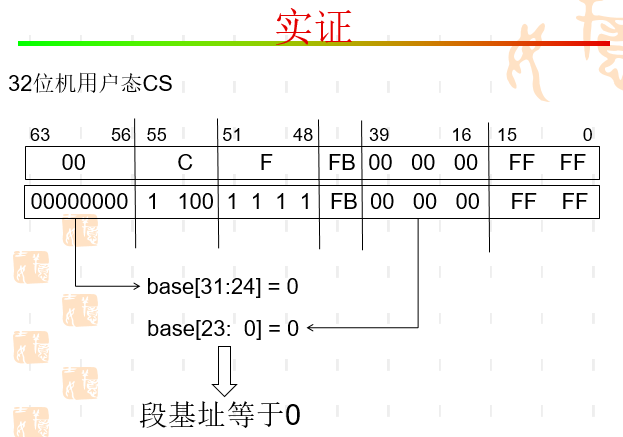 实证
32位机用户态CS
63 56 55 51 48 39 16 15 0
00 C F FB 00 00 00 FF FF
00000000 1 100 1 1 1 1 FB 00 00 00 FF FF
base[31:24] = 0
base[23: 0] = 0
段基址等于0